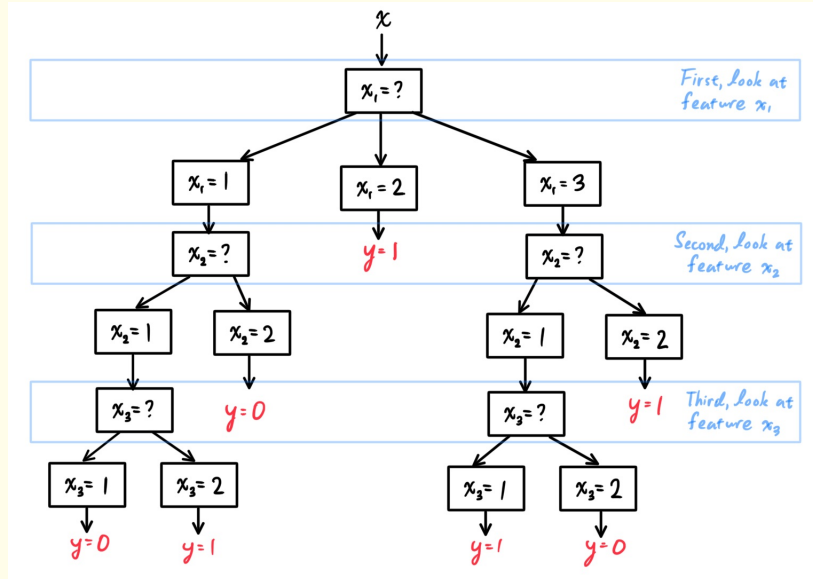 x
x₁ = ?
First, look at
feature x₁
x₁ = 1
x₁ = 2
x₁ = 3
x₂ = ?
y = 1
x₂ = ?
Second, look at
feature x₂
x₂ = 1
x₂ = 2
x₂ = 1
x₂ = 2
x₃ = ?
y = 0
x₃ = ?
y = 1
Third, look at
feature x₃
x₃ = 1
x₃ = 2
x₃ = 1
x₃ = 2
y = 0
y = 1
y = 1
y = 0